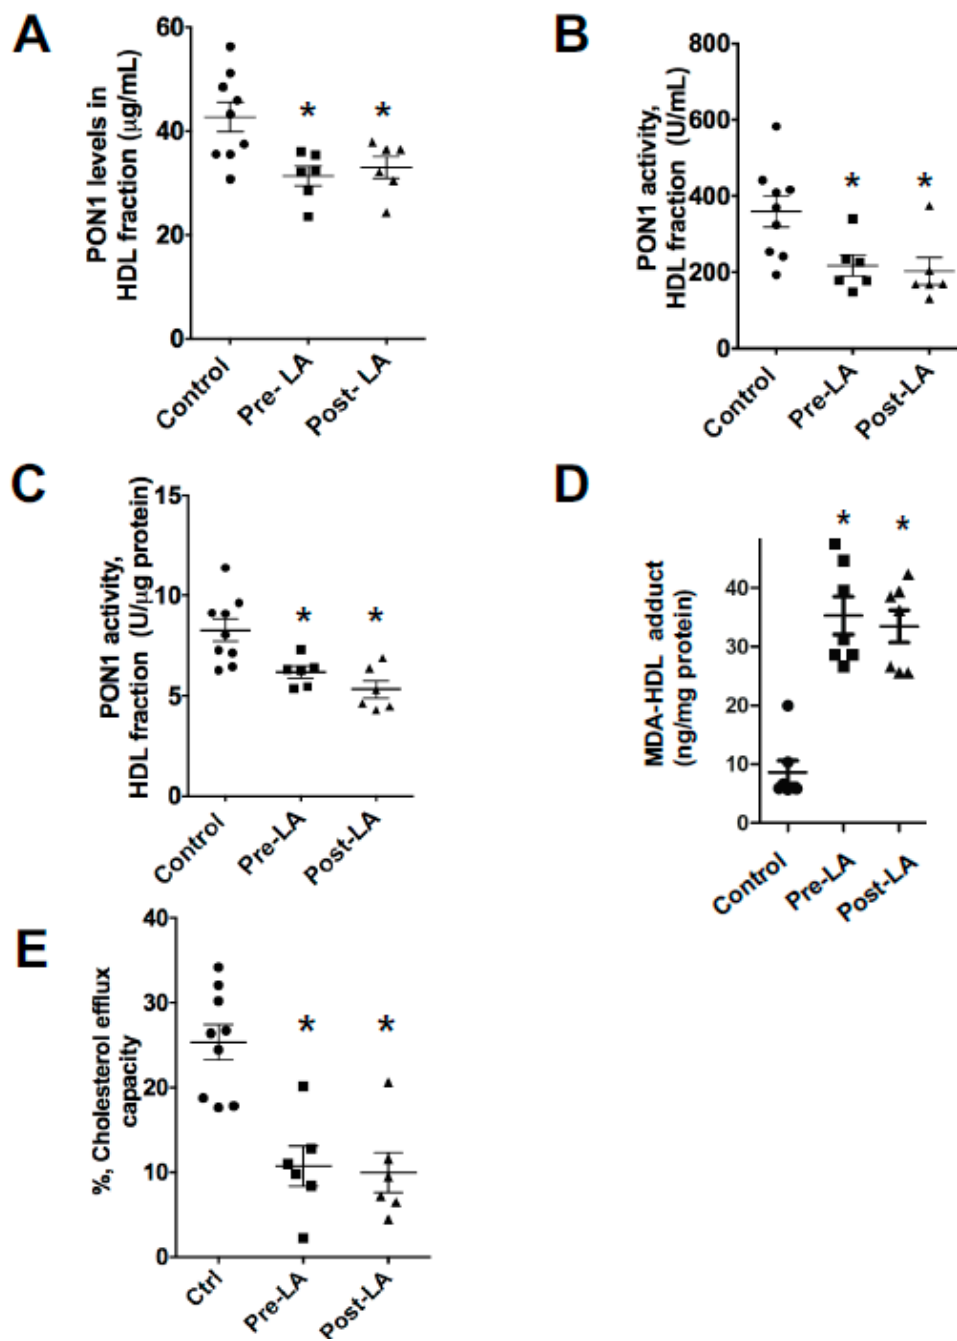 A
PON1 levels in
HDL fraction (µg/mL)
60
40
20
0
*
*
Control
Pre- LA
Post- LA
B
PON1 activity,
HDL fraction (U/mL)
800
600
400
200
0
*
*
Control
Pre-LA
Post-LA
C
PON1 activity,
HDL fraction (U/µg protein)
15
10
5
0
*
*
Control
Pre-LA
Post-LA
D
MDA-HDL adduct
(ng/mg protein)
40
30
20
10
0
*
*
Control
Pre-LA
Post-LA
E
%, Cholesterol efflux
capacity
40
30
20
10
0
*
*
Ctrl
Pre-LA
Post-LA